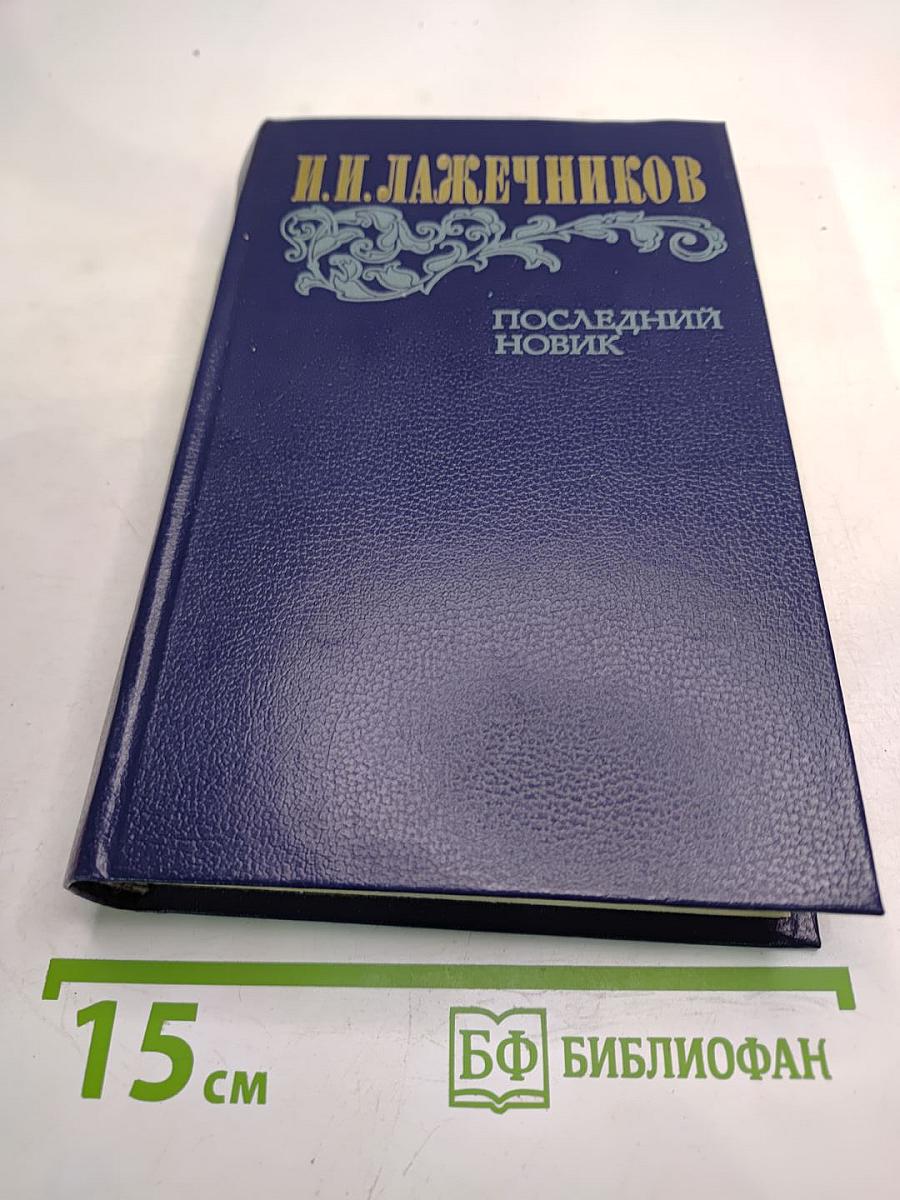 И.И.ЛАЖЕЧНИКОВ
ПОСЛЕДНИЙ
НОВИК
15 см
БФ БИБЛИОФАН